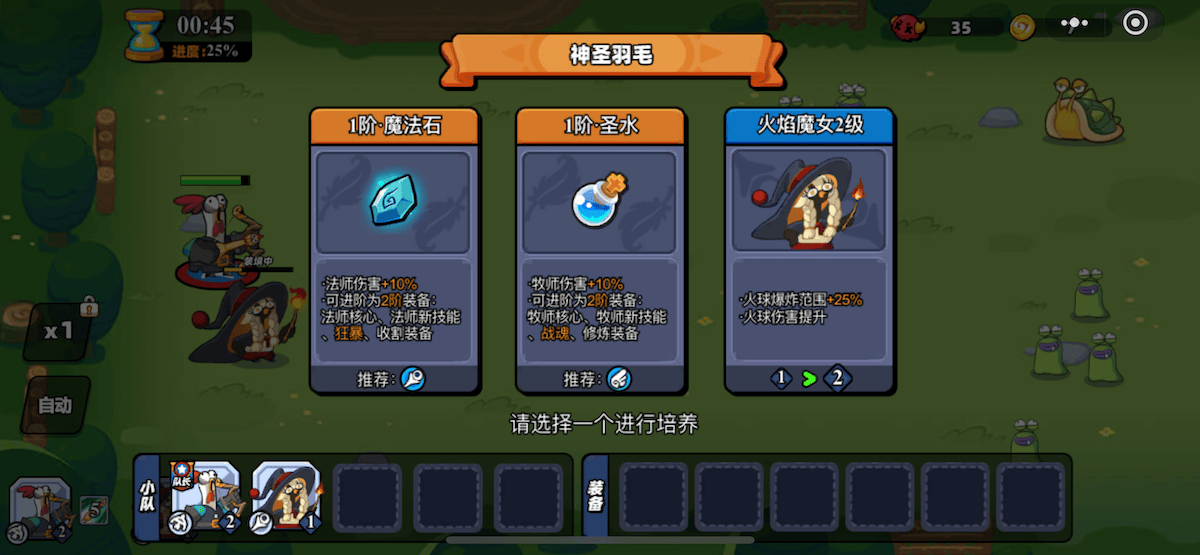 00:45
进度:25%
35
神圣羽毛
1阶·魔法石
·法师伤害+10%
·可进阶为2阶装备:
法师核心、法师新技能
、狂暴、收割装备
推荐:
1阶·圣水
·牧师伤害+10%
·可进阶为2阶装备:
牧师核心、牧师新技能
、战魂、修炼装备
推荐:
火焰魔女2级
·火球爆炸范围+25%
·火球伤害提升
1 > 2
装填中
x1
自动
请选择一个进行培养
小队
队长
2
1
装备
2
5